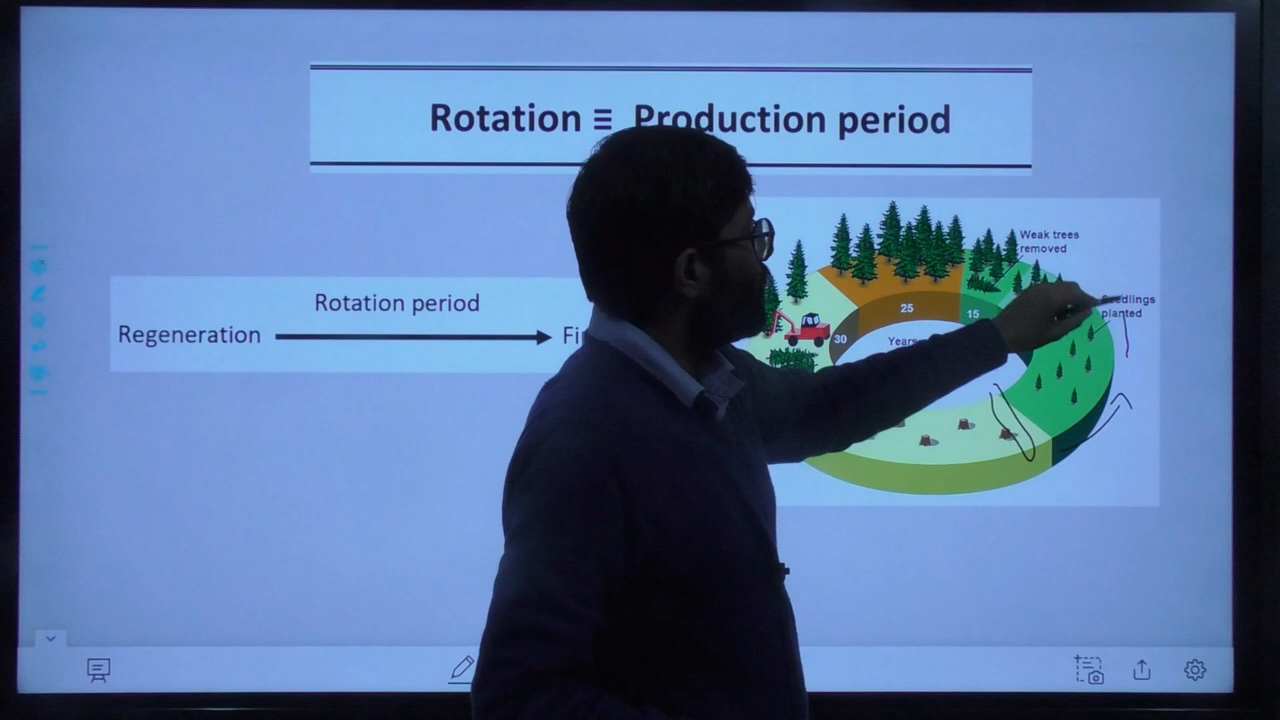 Rotation ≡ Production period
Rotation period
Regeneration
Weak trees
removed
Seedlings
planted
25
15
30
Years